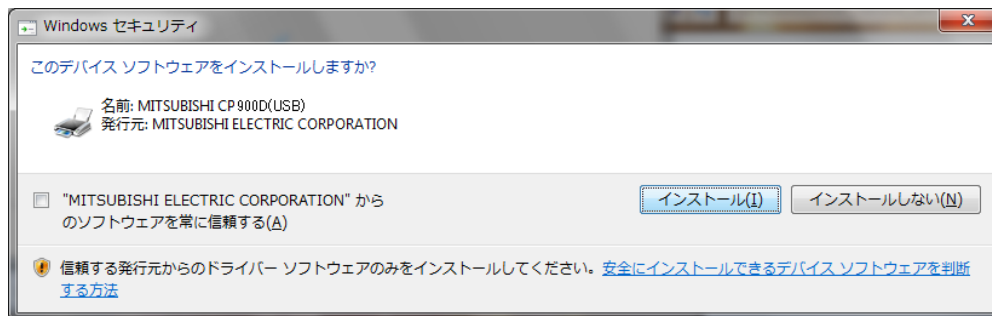 Windows セキュリティ
このデバイス ソフトウェアをインストールしますか?
名前: MITSUBISHI CP900D(USB)
発行元: MITSUBISHI ELECTRIC CORPORATION
"MITSUBISHI ELECTRIC CORPORATION" から
のソフトウェアを常に信頼する(A)
インストール(I)
インストールしない(N)
信頼する発行元からのドライバー ソフトウェアのみをインストールしてください。安全にインストールできるデバイス ソフトウェアを判断
する方法